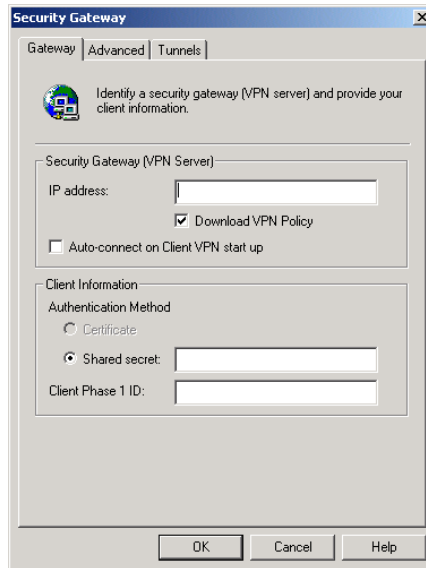 Security Gateway
Gateway Advanced Tunnels
Identify a security gateway (VPN server) and provide your
client information.
Security Gateway (VPN Server)
IP address:
Download VPN Policy
Auto-connect on Client VPN start up
Client Information
Authentication Method
Certificate
Shared secret:
Client Phase 1 ID:
OK Cancel Help